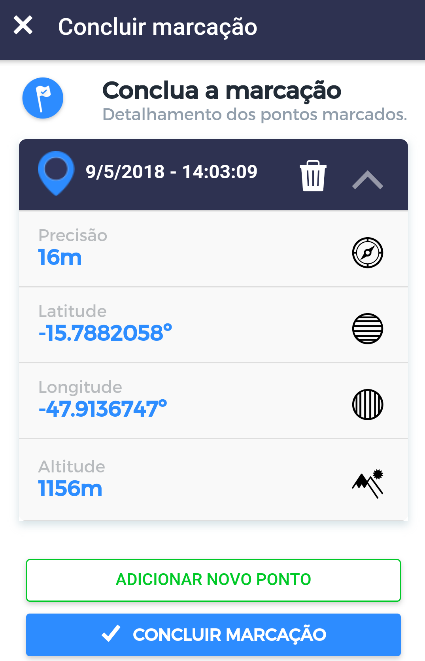 Concluir marcação
Conclua a marcação
Detalhamento dos pontos marcados.
9/5/2018 - 14:03:09
Precisão
16m
Latitude
-15.7882058°
Longitude
-47.9136747°
Altitude
1156m
ADICIONAR NOVO PONTO
CONCLUIR MARCAÇÃO